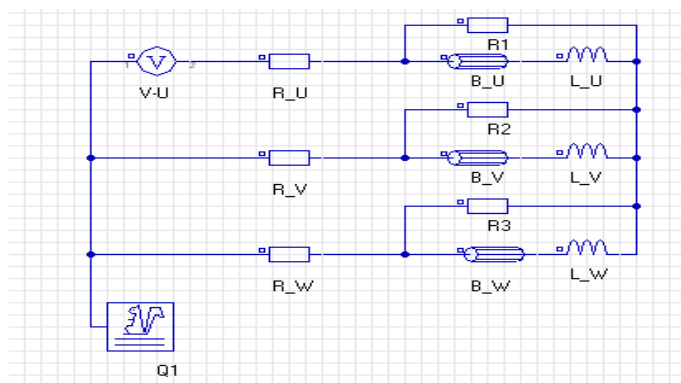 R1
1 V 2
V-U R_U B_U L_U
R2
R_V B_V L_V
R3
R_W B_W L_W
Q1